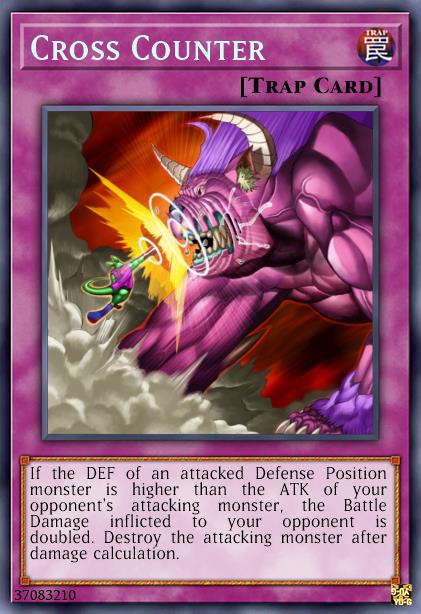 Cross Counter
TRAP
罠
[Trap Card]
If the DEF of an attacked Defense Position
monster is higher than the ATK of your
opponent's attacking monster, the Battle
Damage inflicted to your opponent is
doubled. Destroy the attacking monster after
damage calculation.
37083210